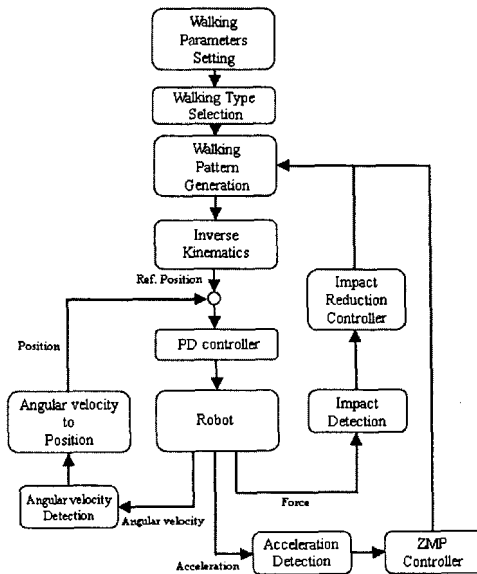 Walking
Parameters
Setting
Walking Type
Selection
Walking
Pattern
Generation
Inverse
Kinematics
Ref. Position
Impact
Reduction
Controller
Position
PD controller
Angular velocity
to
Position
Robot
Impact
Detection
Angular velocity
Detection
Angular velocity
Force
Acceleration
Acceleration
Detection
ZMP
Controller